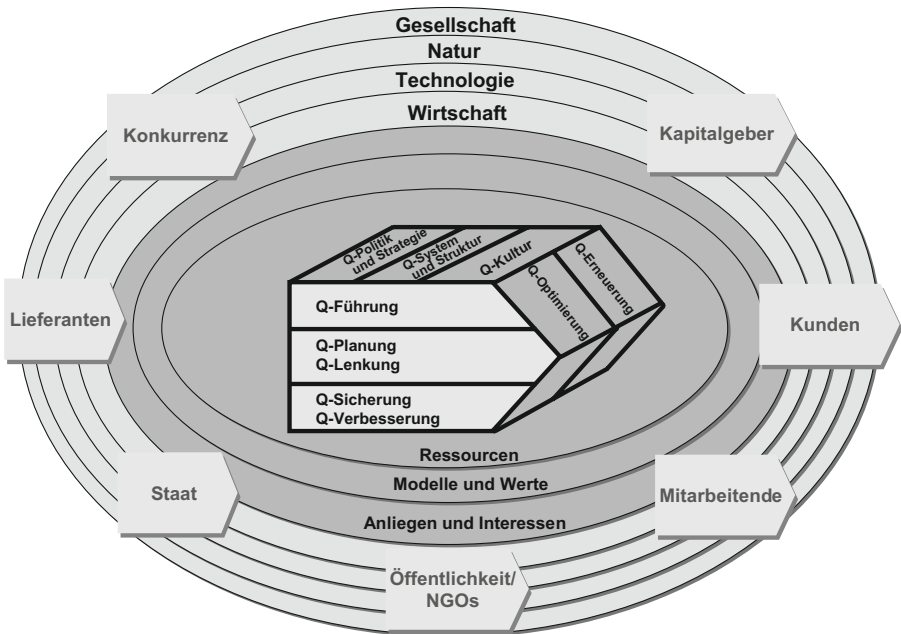 Gesellschaft
Natur
Technologie
Wirtschaft
Konkurrenz
Kapitalgeber
Q-Politik
und Strategie
Q-System
und Struktur
Q-Kultur
Q-Optimierung
Q-Erneuerung
Q-Führung
Lieferanten
Kunden
Q-Planung
Q-Lenkung
Q-Sicherung
Q-Verbesserung
Ressourcen
Modelle und Werte
Staat
Mitarbeitende
Anliegen und Interessen
Öffentlichkeit/
NGOs